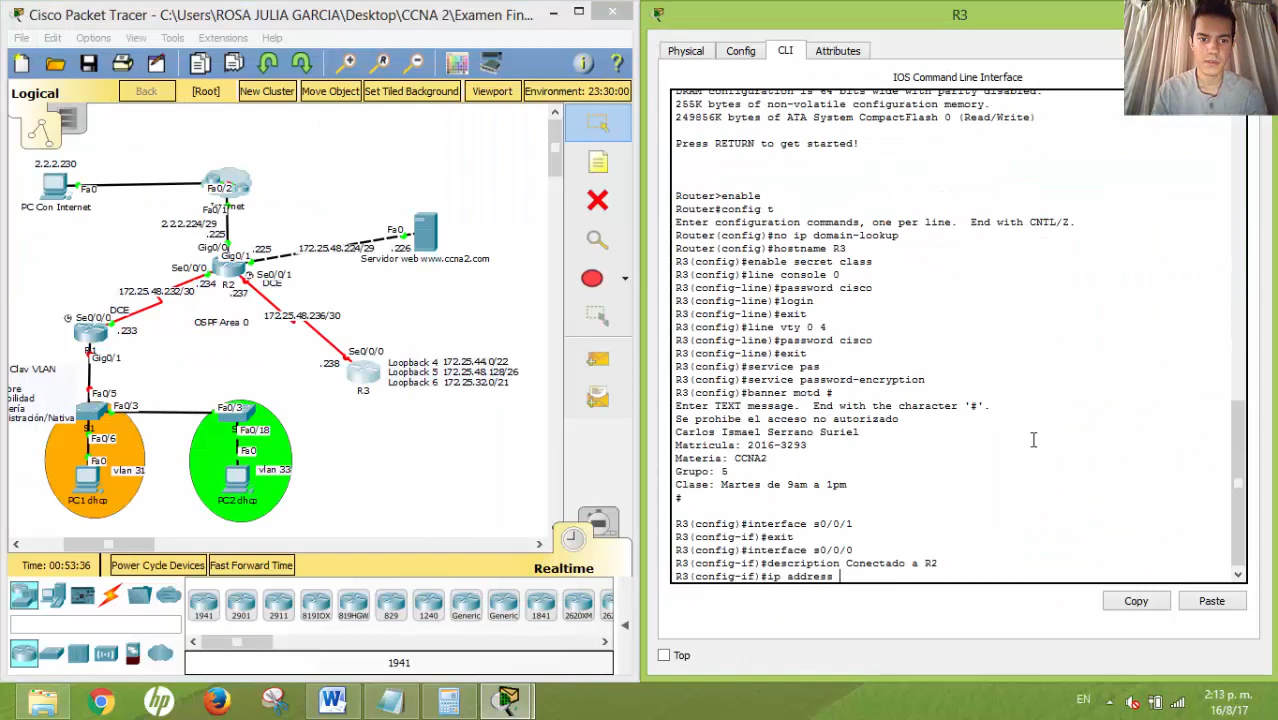 Cisco Packet Tracer - C:\Users\ROSA JULIA GARCIA\Desktop\CCNA 2\Examen Fin...
File Edit Options View Tools Extensions Help
Logical Back [Root] New Cluster Move Object Set Tiled Background Viewport Environment: 23:30:00
2.2.2.230
Fa0
PC Con Internet
Fa0/2
Fa0/1
2.2.2.224/29
.225
Gig0/0
Gig0/1
.225
172.25.48.224/29
Fa0
.226
Servidor web www.ccna2.com
Se0/0/0
.234
R2
Se0/0/1
DCE
.237
172.25.48.232/30
172.25.48.236/30
OSPF Area 0
DCE
Se0/0/0
.233
Gig0/1
Se0/0/0
.238
R3
Loopback 4 172.25.44.0/22
Loopback 5 172.25.48.128/26
Loopback 6 172.25.32.0/21
Clav VLAN
Fa0/5
Fa0/3
Fa0/3
S1
Fa0/6
Fa0/18
Fa0
Fa0
vlan 31
vlan 33
PC1 dhcp
PC2 dhcp
Time: 00:53:36 Power Cycle Devices Fast Forward Time Realtime
1941 2901 2911 819IOX 819HGW 829 1240 Generic Generic 1841 2620XM 262
1941
R3
Physical Config CLI Attributes
IOS Command Line Interface
DRAM configuration is 64 bits wide with parity disabled.
255K bytes of non-volatile configuration memory.
249856K bytes of ATA System CompactFlash 0 (Read/Write)
Press RETURN to get started!
Router>enable
Router#config t
Enter configuration commands, one per line. End with CNTL/Z.
Router(config)#no ip domain-lookup
Router(config)#hostname R3
R3(config)#enable secret class
R3(config)#line console 0
R3(config-line)#password cisco
R3(config-line)#login
R3(config-line)#exit
R3(config)#line vty 0 4
R3(config-line)#password cisco
R3(config-line)#exit
R3(config)#service pas
R3(config)#service password-encryption
R3(config)#banner motd #
Enter TEXT message. End with the character '#'.
Se prohibe el acceso no autorizado
Carlos Ismael Serrano Suriel
Matricula: 2016-3293
Materia: CCNA2
Grupo: 5
Clase: Martes de 9am a 1pm
#
R3(config)#interface s0/0/1
R3(config-if)#exit
R3(config)#interface s0/0/0
R3(config-if)#description Conectado a R2
R3(config-if)#ip address
Copy Paste
Top
EN
2:13 p. m.
16/8/17